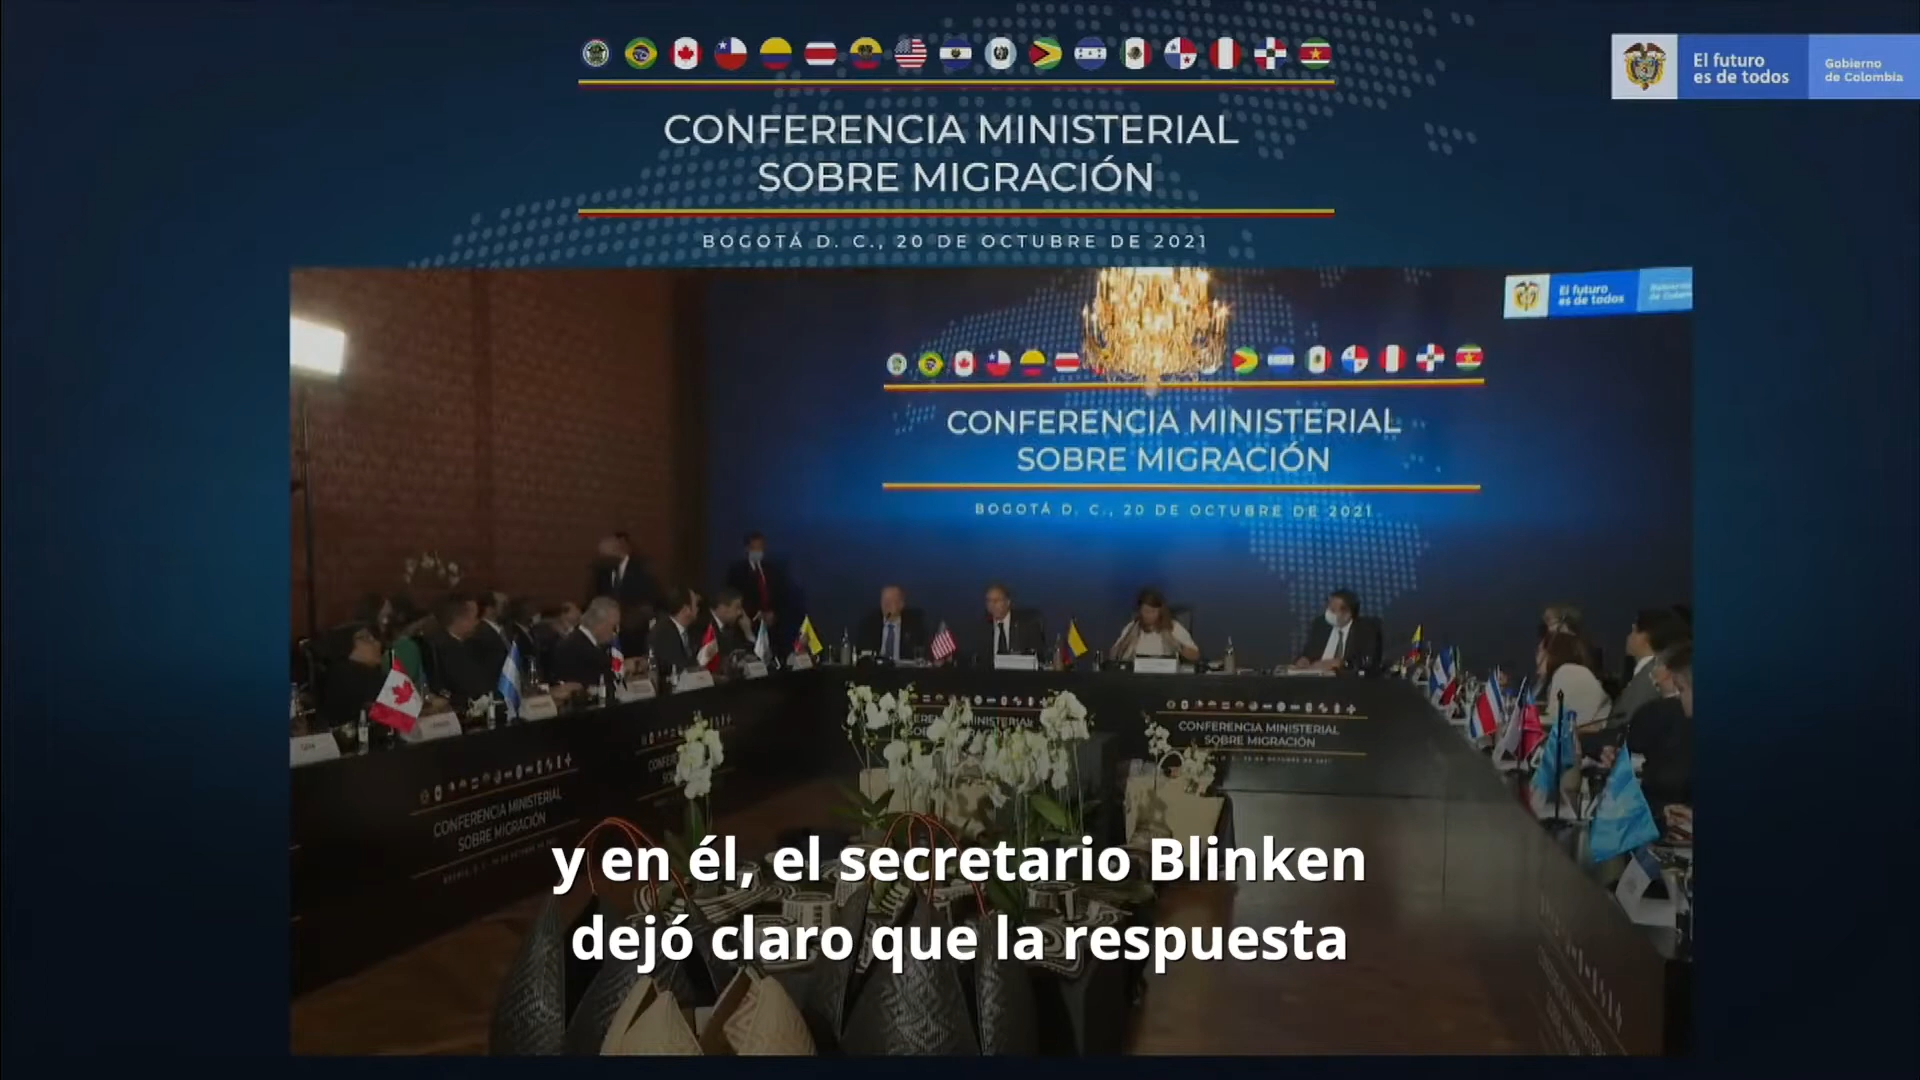 El futuro
es de todos
Gobierno
de Colombia
CONFERENCIA MINISTERIAL
SOBRE MIGRACIÓN
BOGOTÁ D. C., 20 DE OCTUBRE DE 2021
El futuro
es de todos
CONFERENCIA MINISTERIAL
SOBRE MIGRACIÓN
BOGOTÁ D. C., 20 DE OCTUBRE DE 2021
CONFERENCIA MINISTERIAL
SOBRE MIGRACIÓN
CONFERENCIA MINISTERIAL
SOBRE MIGRACIÓN
y en él, el secretario Blinken
dejó claro que la respuesta